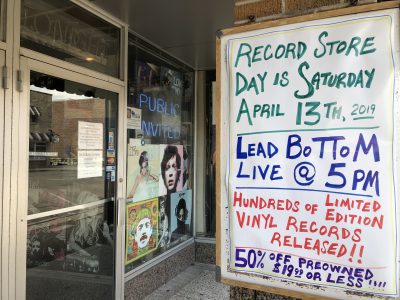 PUBLIC
INVITED
RECORD STORE
DAY IS SATURDAY
APRIL 13TH, 2019
LEAD BOTTOM
LIVE @ 5PM
HUNDREDS OF LIMITED EDITION
VINYL RECORDS
RELEASED!!
50% OFF PREOWNED
$19.99 OR LESS!!!!